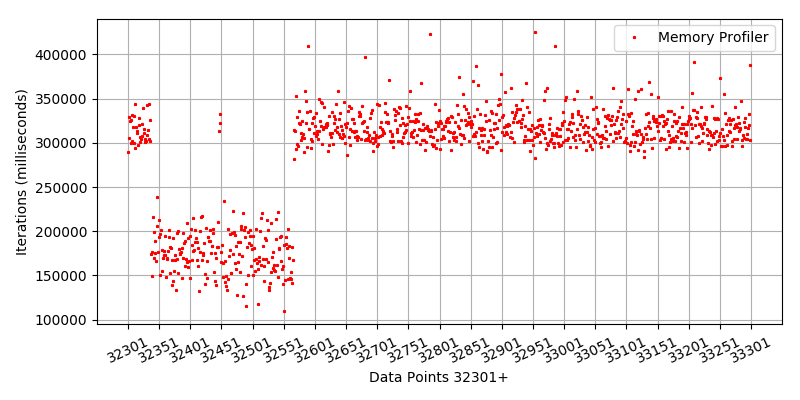 Memory Profiler
Iterations (milliseconds)
400000
350000
300000
250000
200000
150000
100000
32301 32351 32401 32451 32501 32551 32601 32651 32701 32751 32801 32851 32901 32951 33001 33051 33101 33151 33201 33251 33301
Data Points 32301+